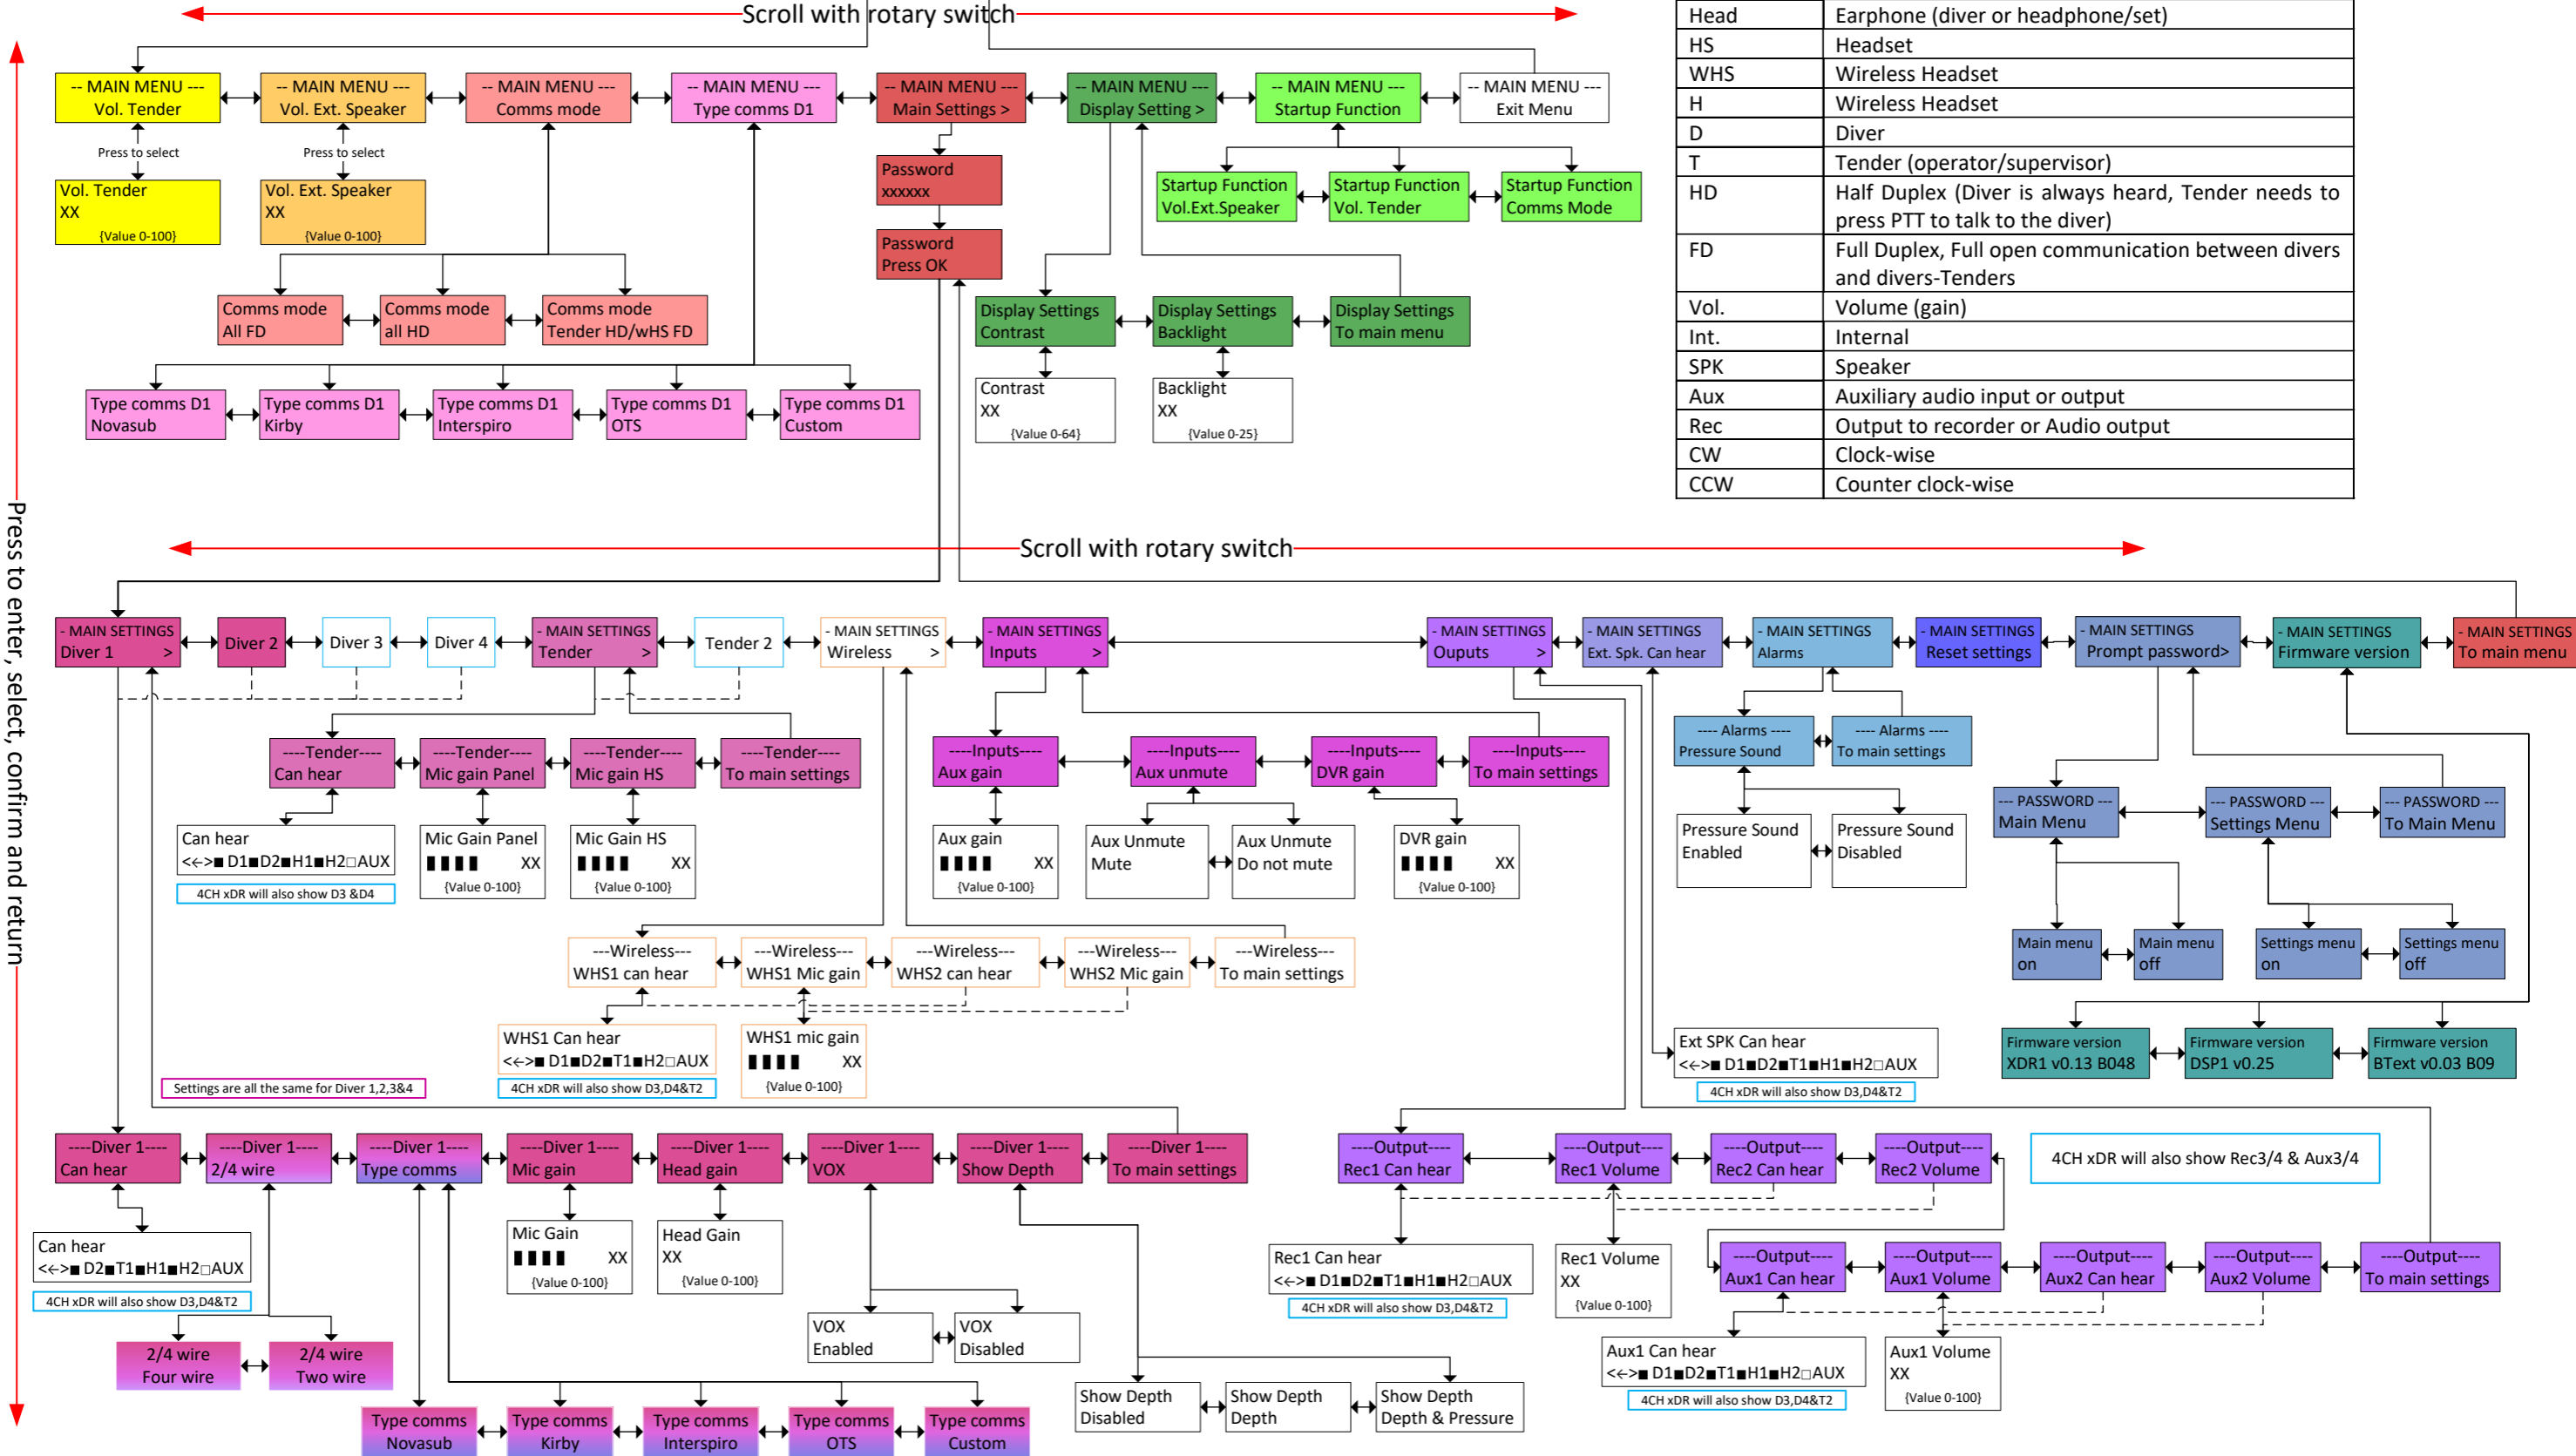 Scroll with rotary switch
Press to enter, select, confirm and return
-- MAIN MENU ---
Vol. Tender
-- MAIN MENU ---
Vol. Ext. Speaker
-- MAIN MENU ---
Comms mode
-- MAIN MENU ---
Type comms D1
-- MAIN MENU ---
Main Settings >
-- MAIN MENU ---
Display Setting >
-- MAIN MENU ---
Startup Function
-- MAIN MENU ---
Exit Menu
Press to select
Press to select
Vol. Tender
XX
{Value 0-100}
Vol. Ext. Speaker
XX
{Value 0-100}
Password
xxxxxx
Password
Press OK
Startup Function
Vol.Ext.Speaker
Startup Function
Vol. Tender
Startup Function
Comms Mode
Comms mode
All FD
Comms mode
all HD
Comms mode
Tender HD/wHS FD
Display Settings
Contrast
Display Settings
Backlight
Display Settings
To main menu
Type comms D1
Novasub
Type comms D1
Kirby
Type comms D1
Interspiro
Type comms D1
OTS
Type comms D1
Custom
Contrast
XX
{Value 0-64}
Backlight
XX
{Value 0-25}
Head Earphone (diver or headphone/set)
HS Headset
WHS Wireless Headset
H Wireless Headset
D Diver
T Tender (operator/supervisor)
HD Half Duplex (Diver is always heard, Tender needs to
press PTT to talk to the diver)
FD Full Duplex, Full open communication between divers
and divers-Tenders
Vol. Volume (gain)
Int. Internal
SPK Speaker
Aux Auxiliary audio input or output
Rec Output to recorder or Audio output
CW Clock-wise
CCW Counter clock-wise
Scroll with rotary switch
- MAIN SETTINGS
Diver 1 >
Diver 2
Diver 3
Diver 4
- MAIN SETTINGS
Tender >
Tender 2
- MAIN SETTINGS
Wireless >
- MAIN SETTINGS
Inputs >
- MAIN SETTINGS
Ouputs >
- MAIN SETTINGS
Ext. Spk. Can hear
- MAIN SETTINGS
Alarms
- MAIN SETTINGS
Reset settings
- MAIN SETTINGS
Prompt password>
- MAIN SETTINGS
Firmware version
- MAIN SETTINGS
To main menu
----Tender----
Can hear
----Tender----
Mic gain Panel
----Tender----
Mic gain HS
----Tender----
To main settings
----Inputs----
Aux gain
----Inputs----
Aux unmute
----Inputs----
DVR gain
----Inputs----
To main settings
---- Alarms ----
Pressure Sound
---- Alarms ----
To main settings
--- PASSWORD ---
Main Menu
--- PASSWORD ---
Settings Menu
--- PASSWORD ---
To Main Menu
Can hear
<<->■ D1■D2■H1■H2□AUX
4CH xDR will also show D3 &D4
Mic Gain Panel
▮▮▮▮ XX
{Value 0-100}
Mic Gain HS
▮▮▮▮ XX
{Value 0-100}
Aux gain
▮▮▮▮ XX
{Value 0-100}
Aux Unmute
Mute
Aux Unmute
Do not mute
DVR gain
▮▮▮▮ XX
{Value 0-100}
Pressure Sound
Enabled
Pressure Sound
Disabled
Main menu
on
Main menu
off
Settings menu
on
Settings menu
off
---Wireless---
WHS1 can hear
---Wireless---
WHS1 Mic gain
---Wireless---
WHS2 can hear
---Wireless---
WHS2 Mic gain
---Wireless---
To main settings
WHS1 Can hear
<<->■ D1■D2■T1■H2□AUX
4CH xDR will also show D3,D4&T2
WHS1 mic gain
▮▮▮▮ XX
{Value 0-100}
Ext SPK Can hear
<<->■ D1■D2■T1■H1■H2□AUX
4CH xDR will also show D3,D4&T2
Firmware version
XDR1 v0.13 B048
Firmware version
DSP1 v0.25
Firmware version
BText v0.03 B09
Settings are all the same for Diver 1,2,3&4
----Diver 1----
Can hear
----Diver 1----
2/4 wire
----Diver 1----
Type comms
----Diver 1----
Mic gain
----Diver 1----
Head gain
----Diver 1----
VOX
----Diver 1----
Show Depth
----Diver 1----
To main settings
----Output----
Rec1 Can hear
----Output----
Rec1 Volume
----Output----
Rec2 Can hear
----Output----
Rec2 Volume
4CH xDR will also show Rec3/4 & Aux3/4
Can hear
<<->■ D2■T1■H1■H2□AUX
4CH xDR will also show D3,D4&T2
Mic Gain
▮▮▮▮ XX
{Value 0-100}
Head Gain
XX
{Value 0-100}
Rec1 Can hear
<<->■ D1■D2■T1■H1■H2□AUX
4CH xDR will also show D3,D4&T2
Rec1 Volume
XX
{Value 0-100}
----Output----
Aux1 Can hear
----Output----
Aux1 Volume
----Output----
Aux2 Can hear
----Output----
Aux2 Volume
----Output----
To main settings
2/4 wire
Four wire
2/4 wire
Two wire
VOX
Enabled
VOX
Disabled
Aux1 Can hear
<<->■ D1■D2■T1■H1■H2□AUX
4CH xDR will also show D3,D4&T2
Aux1 Volume
XX
{Value 0-100}
Show Depth
Disabled
Show Depth
Depth
Show Depth
Depth & Pressure
Type comms
Novasub
Type comms
Kirby
Type comms
Interspiro
Type comms
OTS
Type comms
Custom